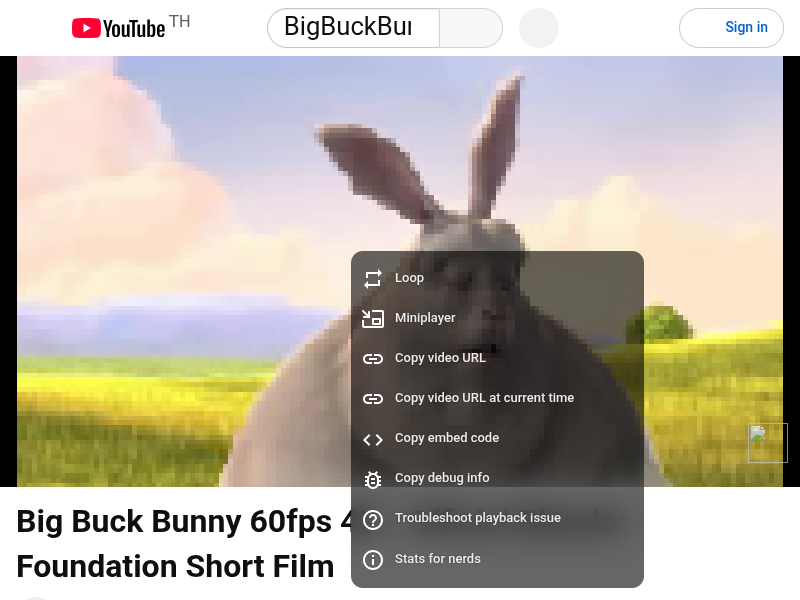 YouTube TH
BigBuckBu
Sign in
Loop
Miniplayer
Copy video URL
Copy video URL at current time
Copy embed code
Copy debug info
Troubleshoot playback issue
Stats for nerds
Big Buck Bunny 60fps
Foundation Short Film